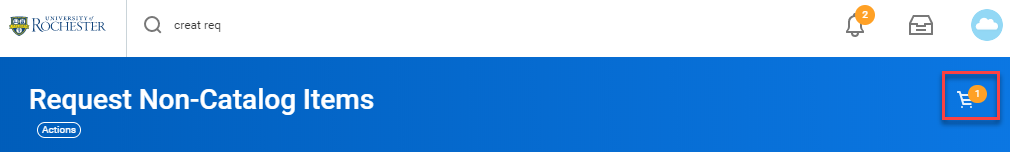 UNIVERSITY of
ROCHESTER
creat req
2
Request Non-Catalog Items
1
Actions